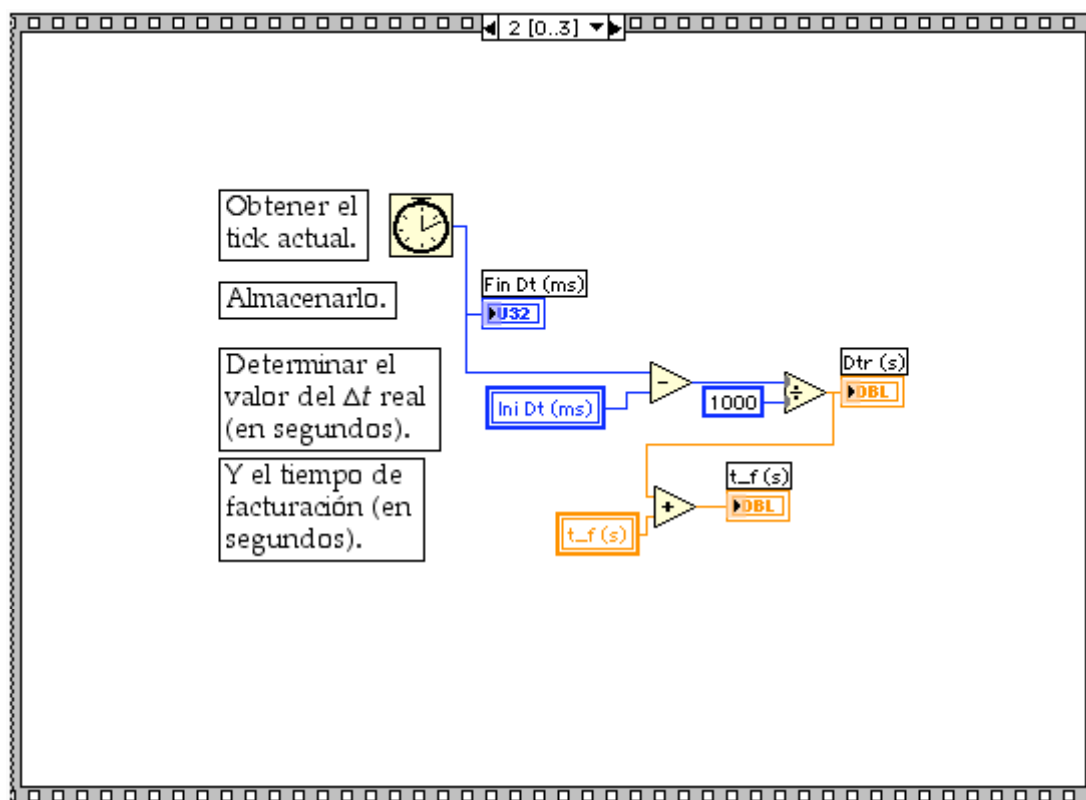 2 [0..3]
Obtener el
tick actual.
Almacenarlo.
Fin Dt (ms)
U32
Determinar el
valor del Δt real
(en segundos).
Ini Dt (ms)
-
1000
÷
Dtr (s)
DBL
Y el tiempo de
facturación (en
segundos).
t_f (s)
+
t_f (s)
DBL